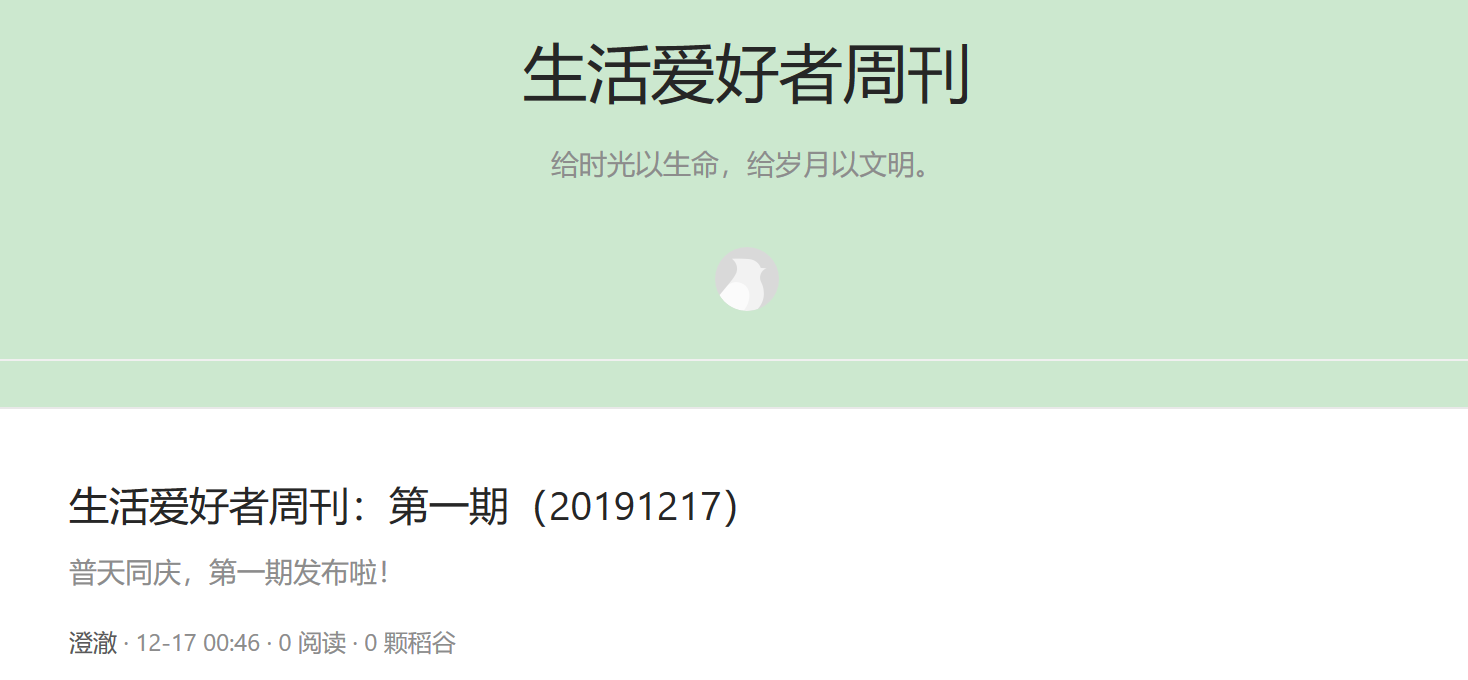 生活爱好者周刊
给时光以生命，给岁月以文明。
生活爱好者周刊：第一期（20191217）
普天同庆，第一期发布啦！
澄澈 · 12-17 00:46 · 0 阅读 · 0 颗稻谷